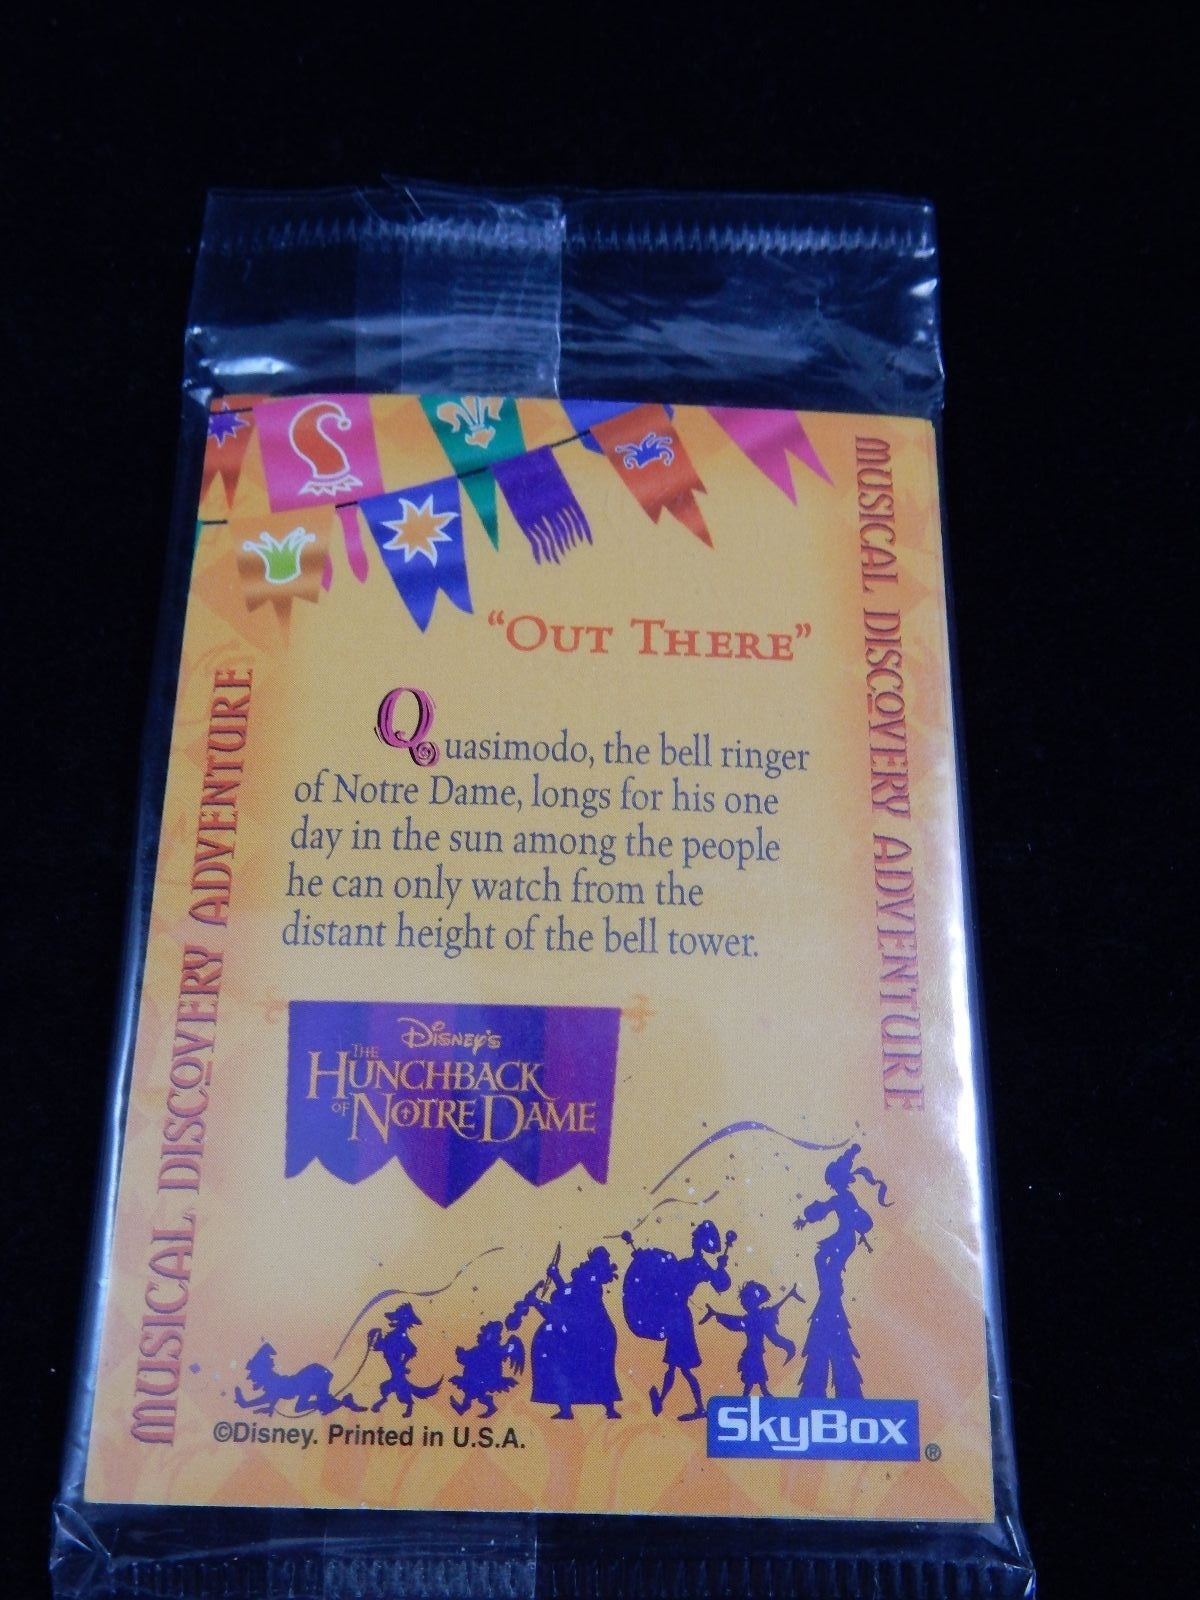 "OUT THERE"
Quasimodo, the bell ringer
of Notre Dame, longs for his one
day in the sun among the people
he can only watch from the
distant height of the bell tower.
DISNEY'S
THE
HUNCHBACK
OF NOTRE DAME
MUSICAL DISCOVERY ADVENTURE
MUSICAL DISCOVERY ADVENTURE
©Disney. Printed in U.S.A.
SkyBox ®